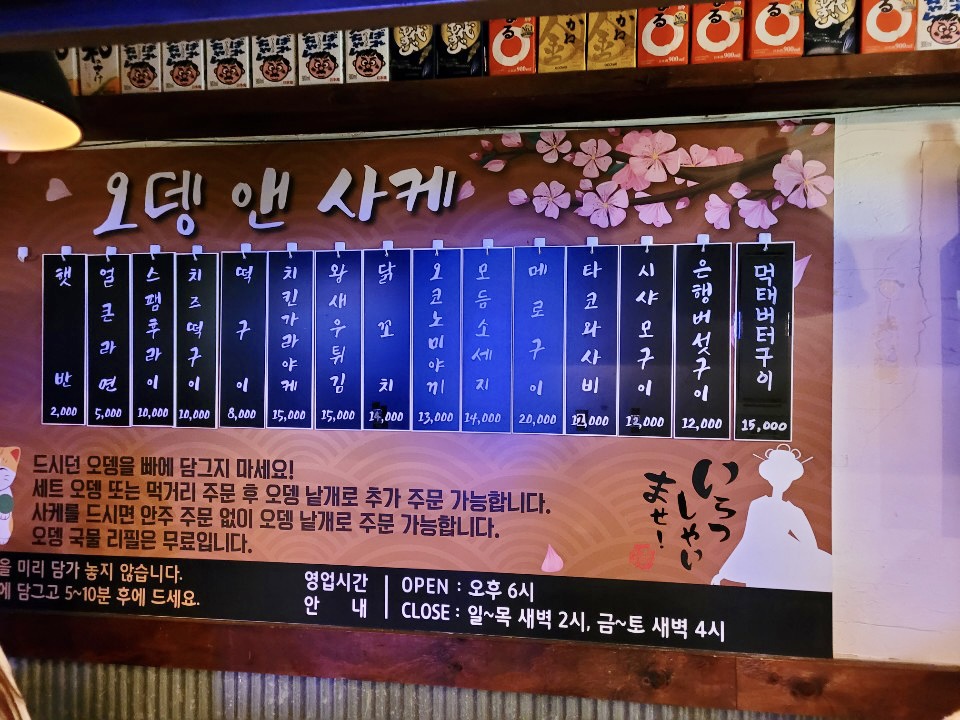 오뎅 앤 사케
햇반 2,000
얼큰라면 5,000
스팸후라이 10,000
치즈떡구이 10,000
떡구이 8,000
치킨가라야게 15,000
왕새우튀김 15,000
닭꼬치
오코노미야끼 13,000
모듬소세지 14,000
메로구이 20,000
타코와사비
시샤모구이
은행버섯구이 12,000
먹태버터구이 15,000
드시던 오뎅을 빠에 담그지 마세요!
세트 오뎅 또는 먹거리 주문 후 오뎅 낱개로 추가 주문 가능합니다.
사케를 드시면 안주 주문 없이 오뎅 낱개로 주문 가능합니다.
오뎅 국물 리필은 무료입니다.
いらっ
しゃい
ませ!
을 미리 담가 놓지 않습니다.
에 담그고 5~10분 후에 드세요.
영업시간
안 내
OPEN : 오후 6시
CLOSE : 일~목 새벽 2시, 금~토 새벽 4시